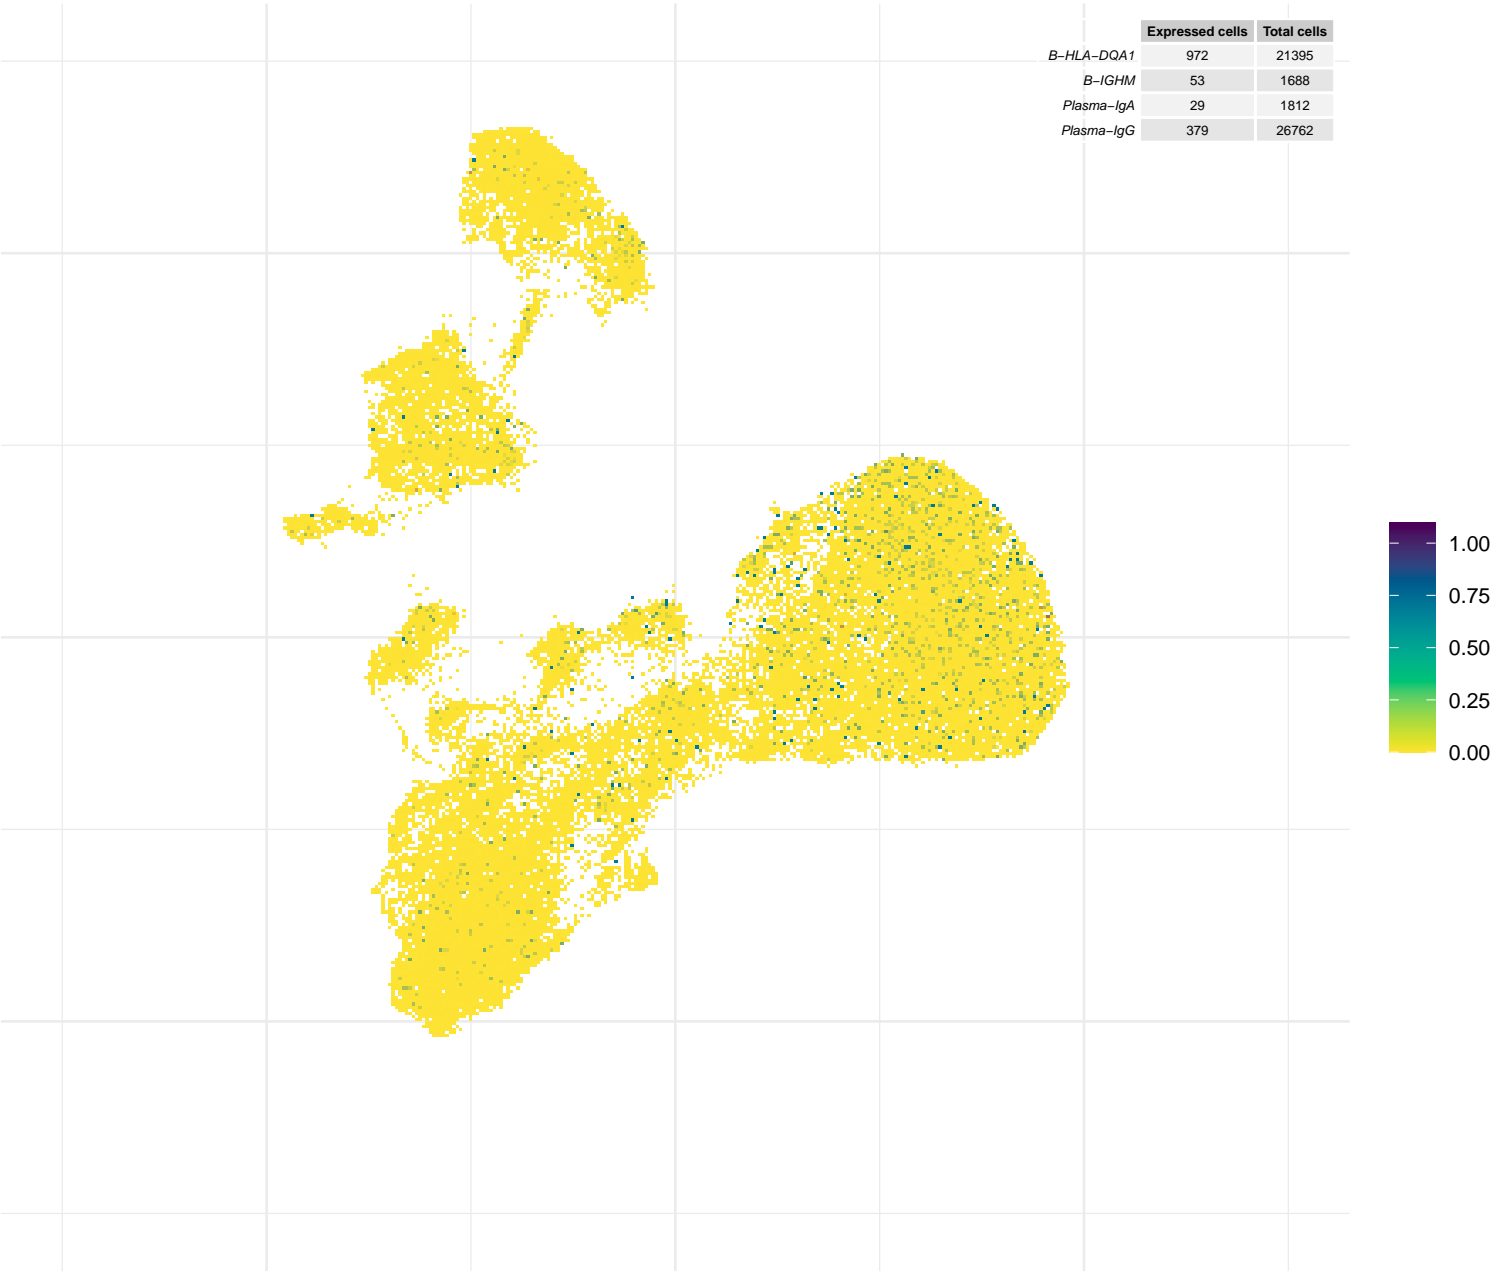 Expressed cells Total cells
B−HLA−DQA1 972 21395
B−IGHM 53 1688
Plasma−IgA 29 1812
Plasma−IgG 379 26762
1.00
0.75
0.50
0.25
0.00